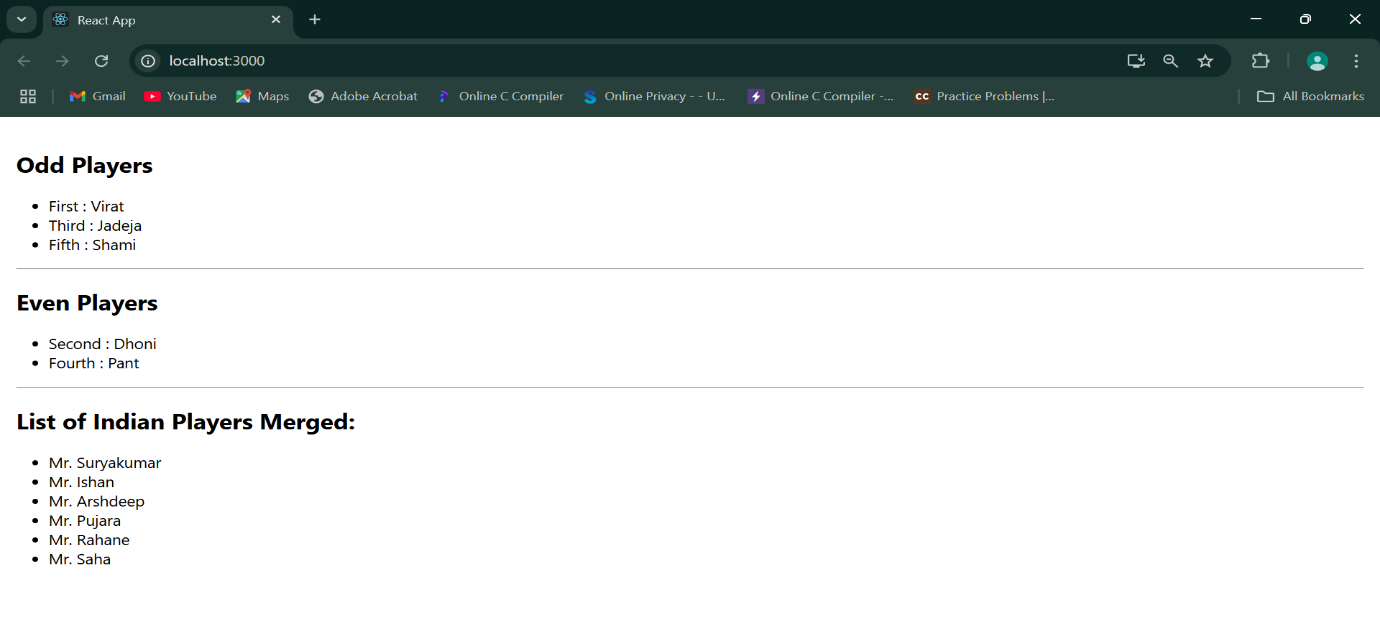 React App
localhost:3000
Gmail YouTube Maps Adobe Acrobat Online C Compiler Online Privacy - - U... Online C Compiler -... CC Practice Problems |... All Bookmarks
Odd Players
First : Virat
Third : Jadeja
Fifth : Shami
Even Players
Second : Dhoni
Fourth : Pant
List of Indian Players Merged:
Mr. Suryakumar
Mr. Ishan
Mr. Arshdeep
Mr. Pujara
Mr. Rahane
Mr. Saha